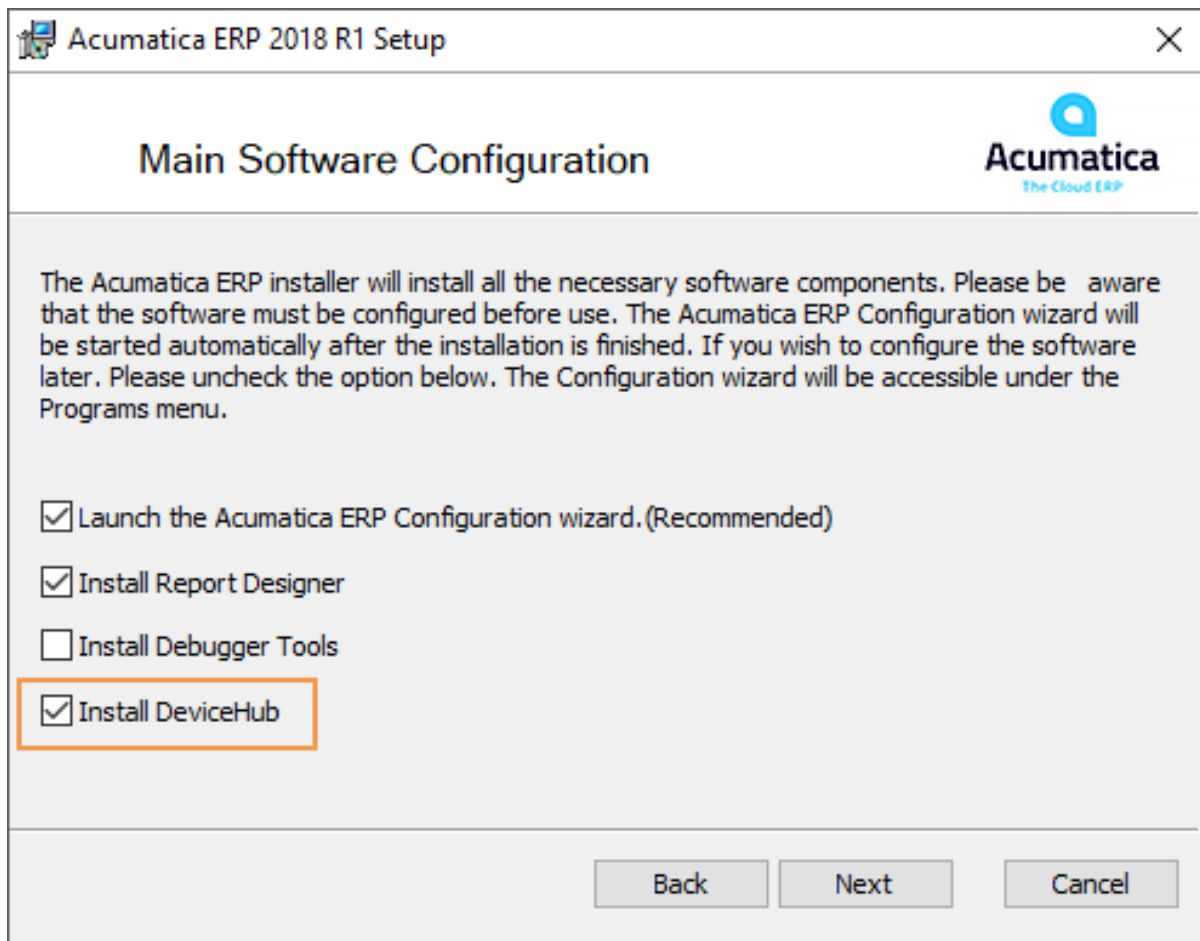 Acumatica ERP 2018 R1 Setup
Main Software Configuration
Acumatica
The Cloud ERP
The Acumatica ERP installer will install all the necessary software components. Please be aware
that the software must be configured before use. The Acumatica ERP Configuration wizard will
be started automatically after the installation is finished. If you wish to configure the software
later. Please uncheck the option below. The Configuration wizard will be accessible under the
Programs menu.
Launch the Acumatica ERP Configuration wizard.(Recommended)
Install Report Designer
Install Debugger Tools
Install DeviceHub
Back Next Cancel